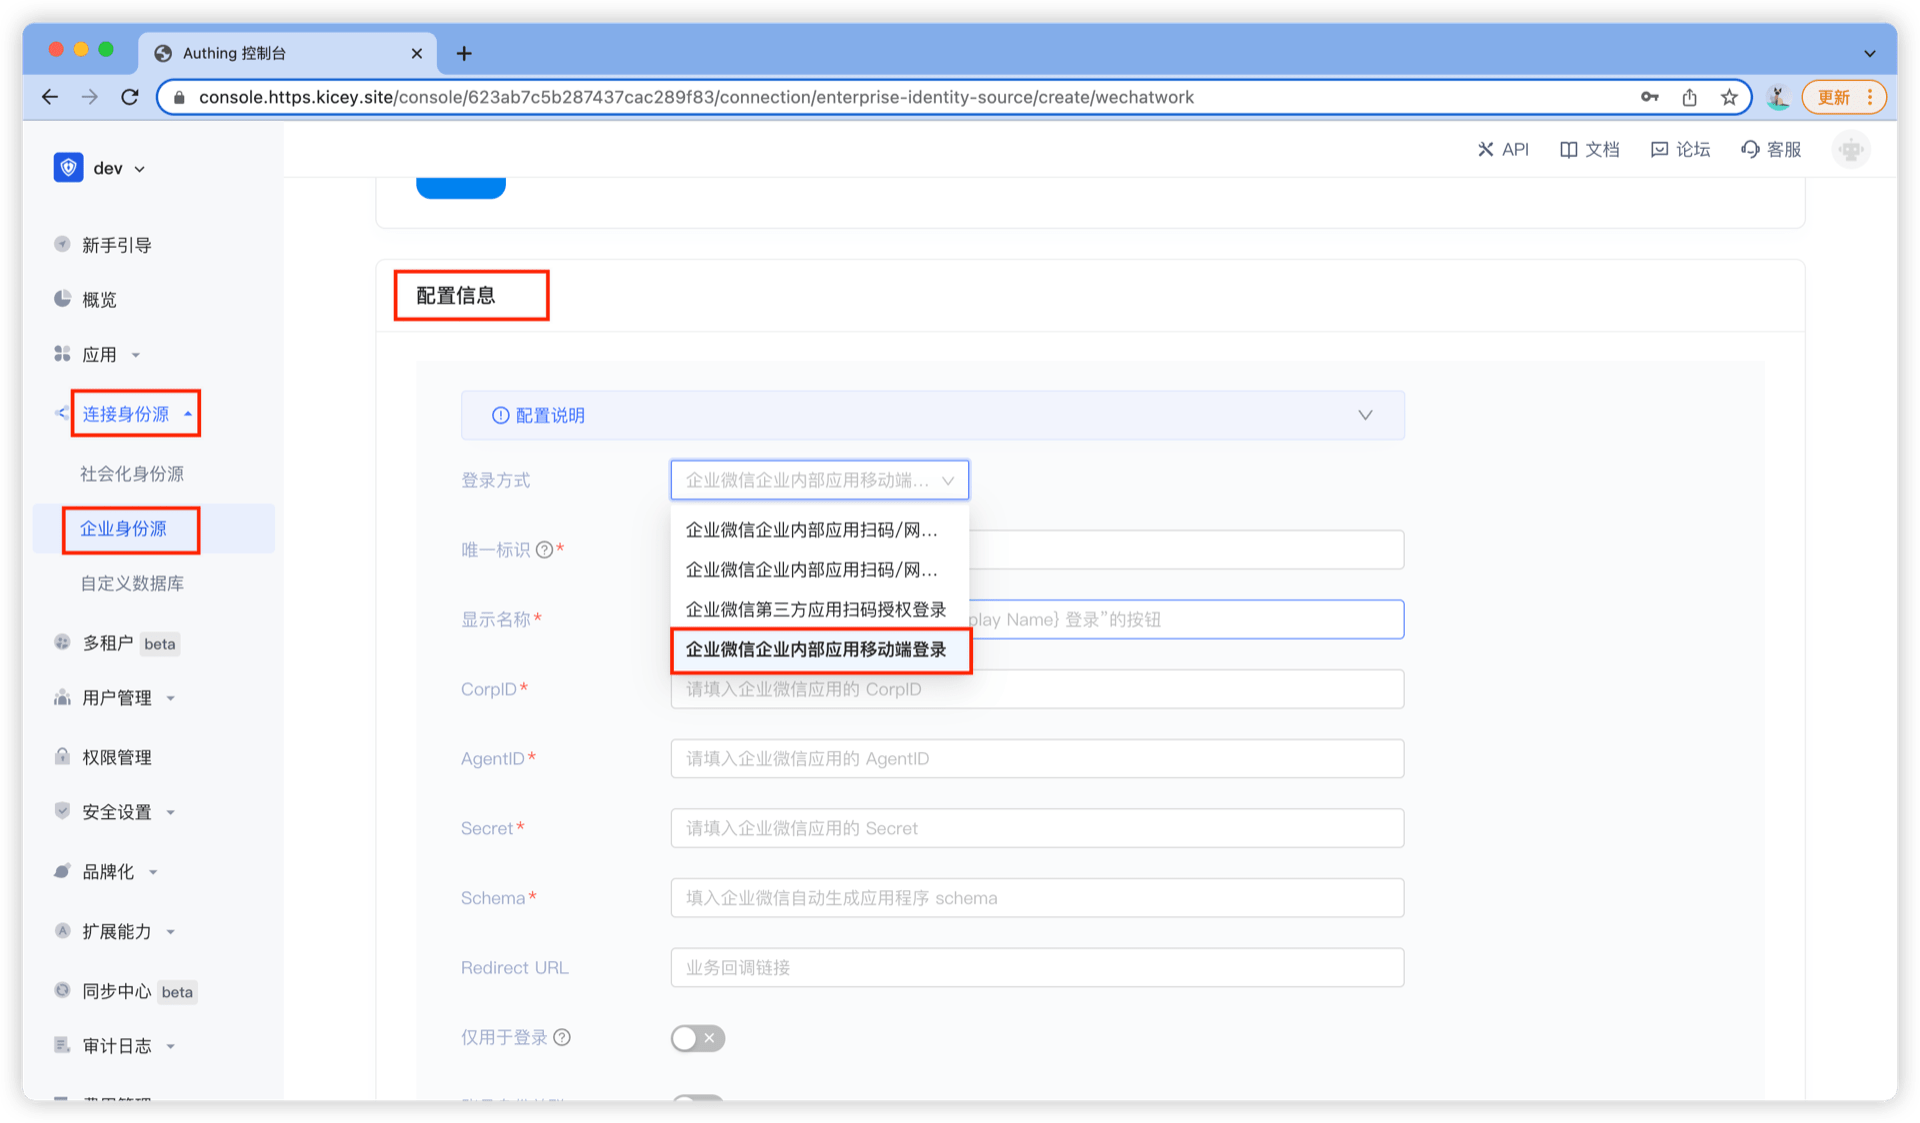 Authing 控制台
console.https.kicey.site/console/623ab7c5b287437cac289f83/connection/enterprise-identity-source/create/wechatwork
更新
dev
API
文档
论坛
客服
新手引导
概览
应用
连接身份源
社会化身份源
企业身份源
自定义数据库
多租户 beta
用户管理
权限管理
安全设置
品牌化
扩展能力
同步中心 beta
审计日志
配置信息
配置说明
登录方式
企业微信企业内部应用移动端...
企业微信企业内部应用扫码/网...
企业微信企业内部应用扫码/网...
企业微信第三方应用扫码授权登录
企业微信企业内部应用移动端登录
唯一标识 *
显示名称 *
play Name} 登录”的按钮
CorpID *
请填入企业微信应用的 CorpID
AgentID *
请填入企业微信应用的 AgentID
Secret *
请填入企业微信应用的 Secret
Schema *
填入企业微信自动生成应用程序 schema
Redirect URL
业务回调链接
仅用于登录